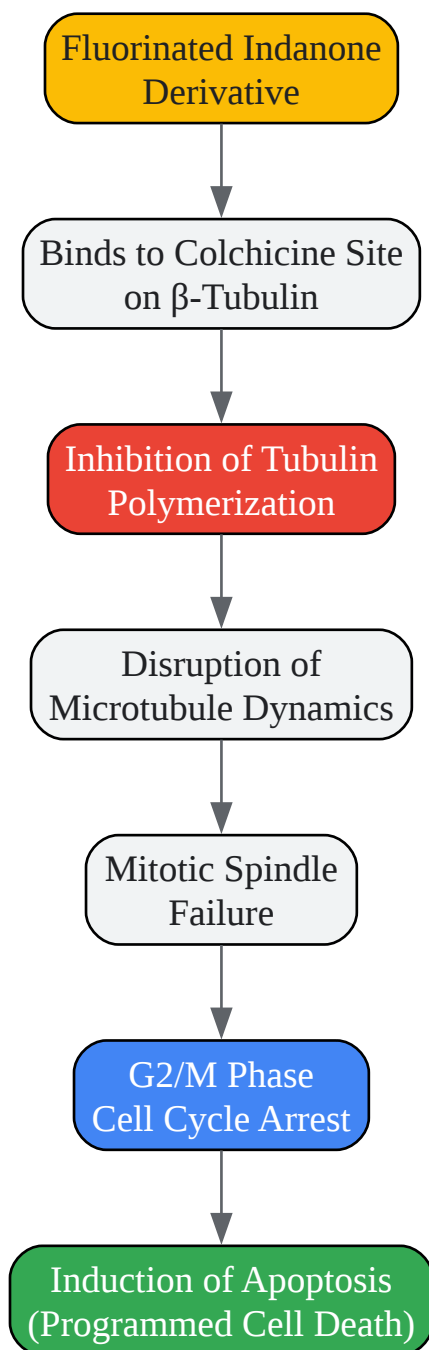 Fluorinated Indanone
Derivative
Binds to Colchicine Site
on β-Tubulin
Inhibition of Tubulin
Polymerization
Disruption of
Microtubule Dynamics
Mitotic Spindle
Failure
G2/M Phase
Cell Cycle Arrest
Induction of Apoptosis
(Programmed Cell Death)